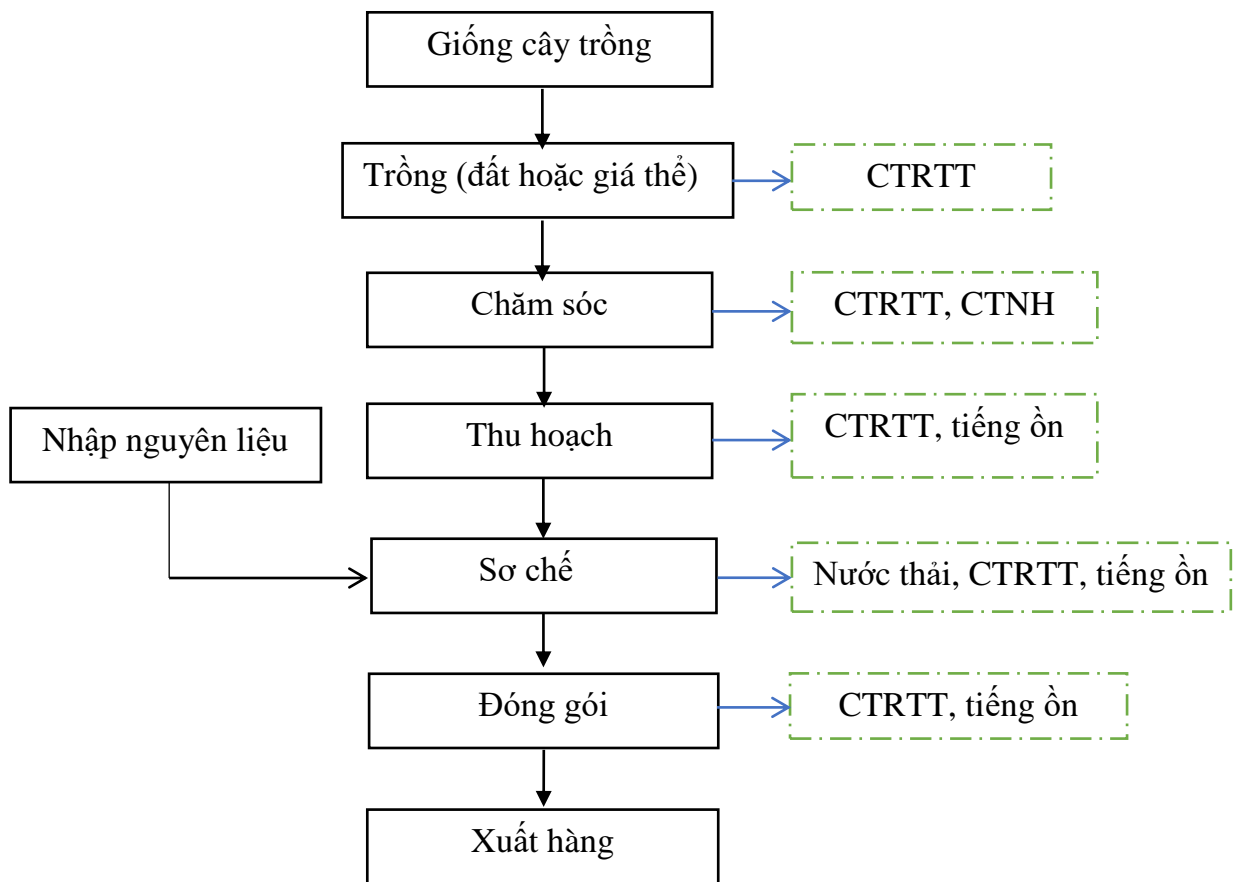 Giống cây trồng
Trồng (đất hoặc giá thể)
CTRTT
Chăm sóc
CTRTT, CTNH
Nhập nguyên liệu
Thu hoạch
CTRTT, tiếng ồn
Sơ chế
Nước thải, CTRTT, tiếng ồn
Đóng gói
CTRTT, tiếng ồn
Xuất hàng